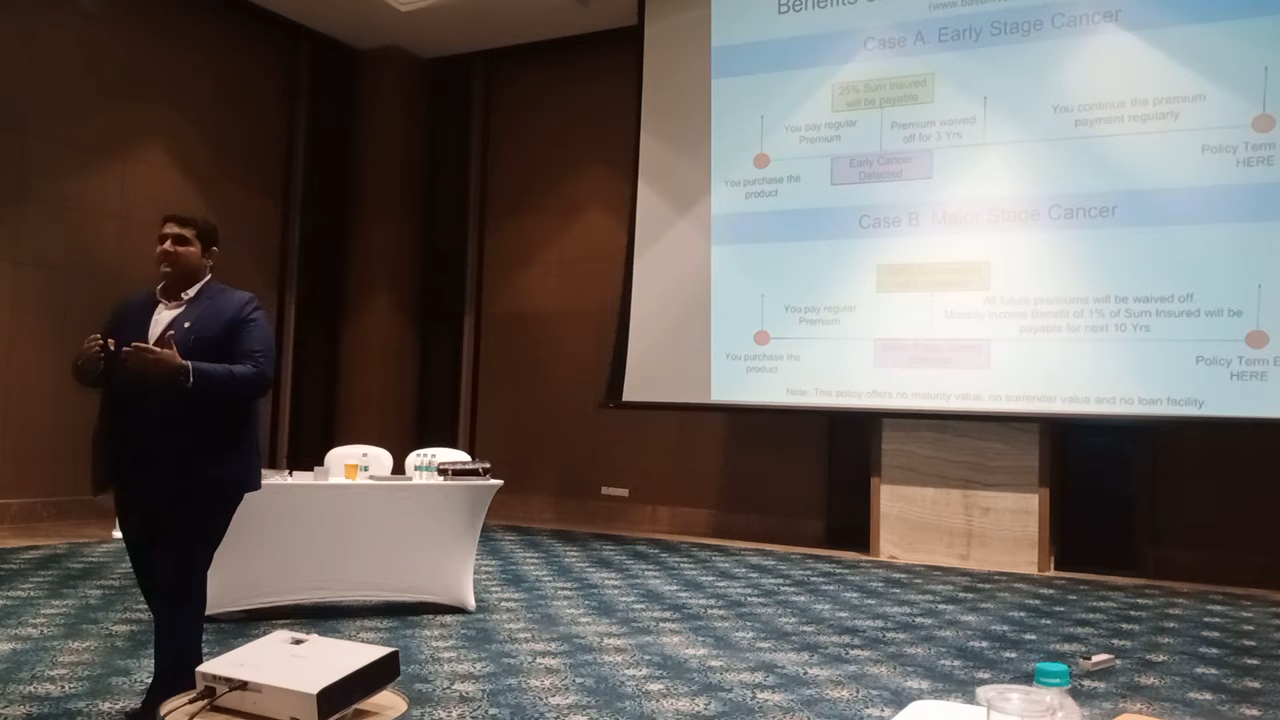 Benefits
(www.
Case A. Early Stage Cancer
25% Sum Insured
will be payable
You pay regular
Premium
Premium waived
off for 3 Yrs
You continue the premium
payment regularly
Early Cancer
Detected
You purchase the
product
Policy Term
HERE
Case B. Major Stage Cancer
You pay regular
Premium
All future premiums will be waived off.
Monthly Income Benefit of 1% of Sum Insured will be
payable for next 10 Yrs
You purchase the
product
Policy Term E
HERE
Note: This policy offers no maturity value, no surrender value and no loan facility